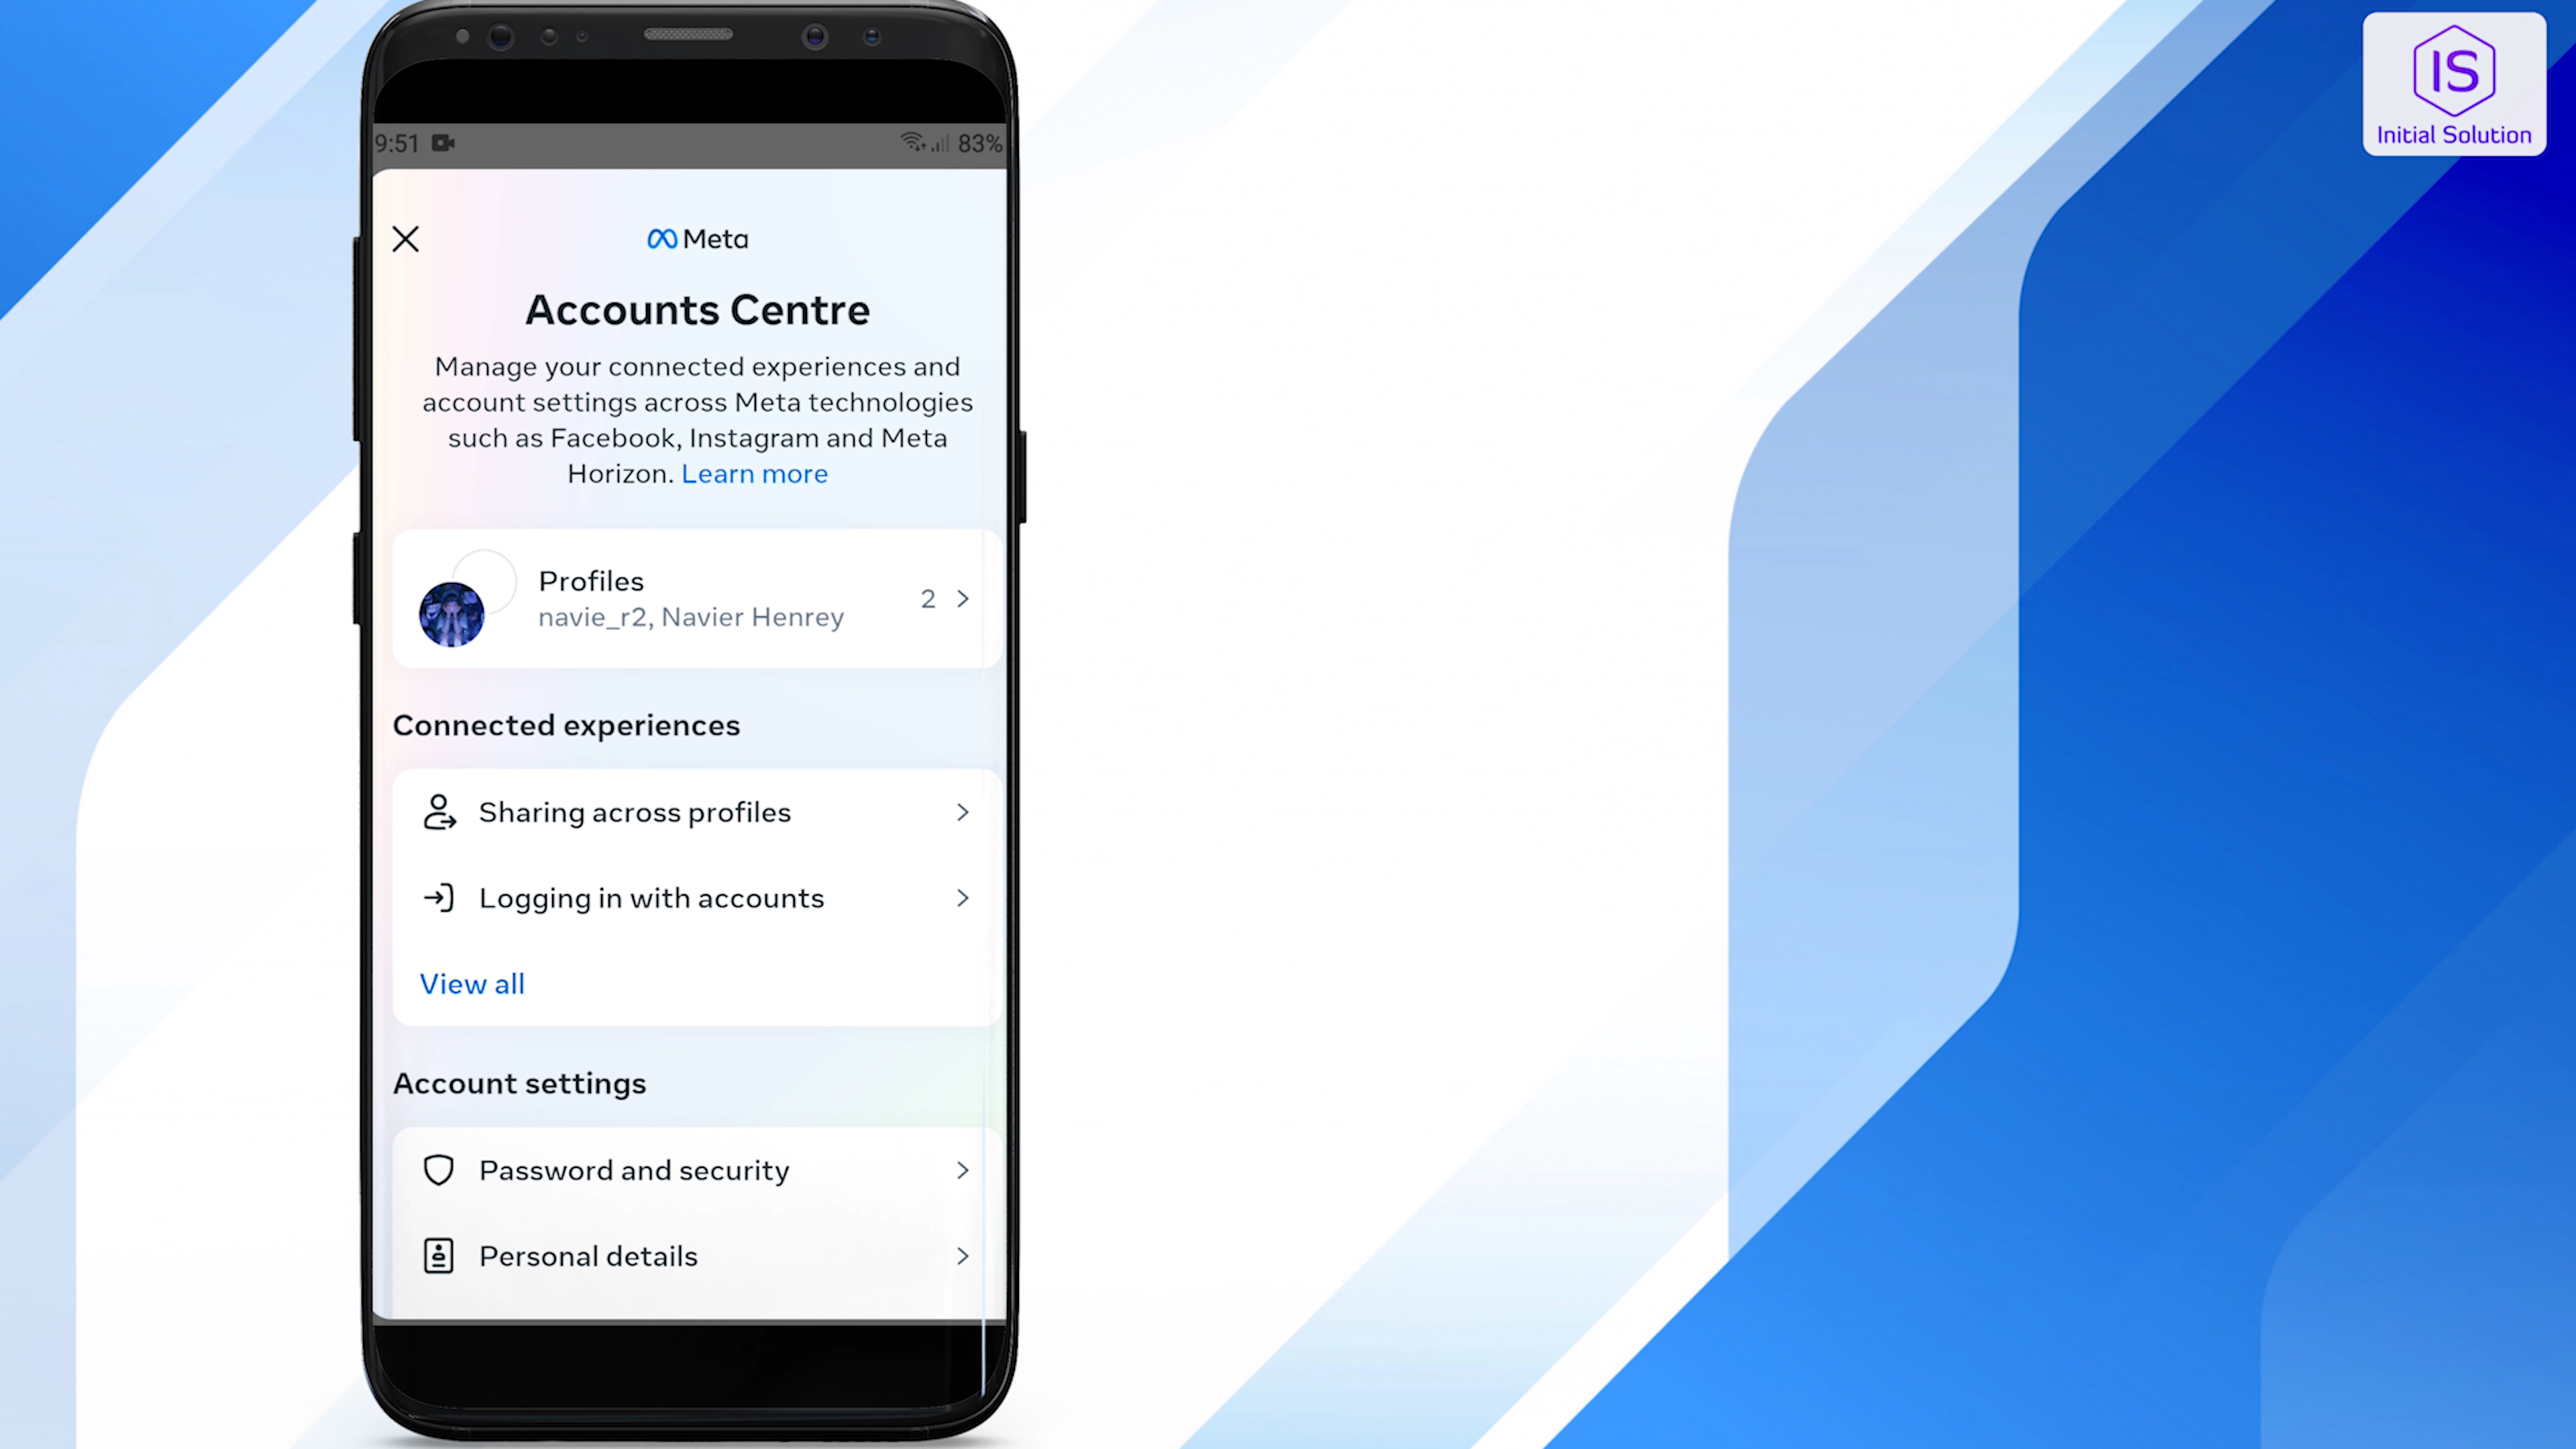 IS
Initial Solution
9:51
83%
Meta
Accounts Centre
Manage your connected experiences and
account settings across Meta technologies
such as Facebook, Instagram and Meta
Horizon. Learn more
Profiles
navie_r2, Navier Henrey
2
Connected experiences
Sharing across profiles
Logging in with accounts
View all
Account settings
Password and security
Personal details